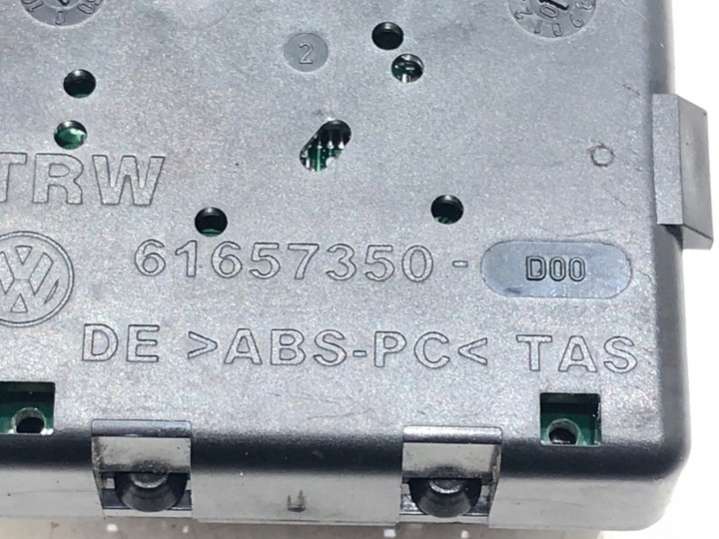 2
TRW
61657350- D00
DE >ABS-PC< TAS